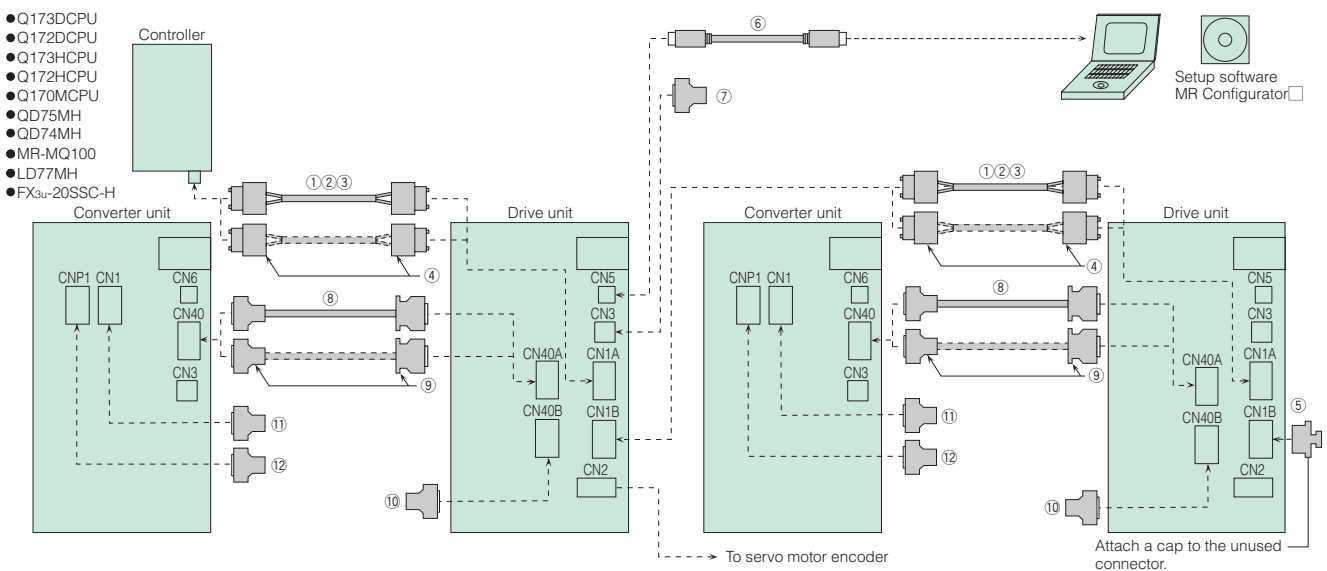 ●Q173DCPU
●Q172DCPU
●Q173HCPU
●Q172HCPU
●Q170MCPU
●QD75MH
●QD74MH
●MR-MQ100
●LD77MH
●FX3U-20SSC-H
Controller
⑥
⑦
Setup software
MR Configurator□
①②③
④
Converter unit
CNP1 CN1
CN6
CN40
CN3
⑧
⑨
⑪
⑫
⑩
Drive unit
CN5
CN3
CN40A
CN1A
CN40B
CN1B
CN2
To servo motor encoder
①②③
④
Converter unit
CNP1 CN1
CN6
CN40
CN3
⑧
⑨
⑪
⑫
⑩
Drive unit
CN5
CN3
CN40A
CN1A
CN40B
CN1B
CN2
⑤
Attach a cap to the unused
connector.